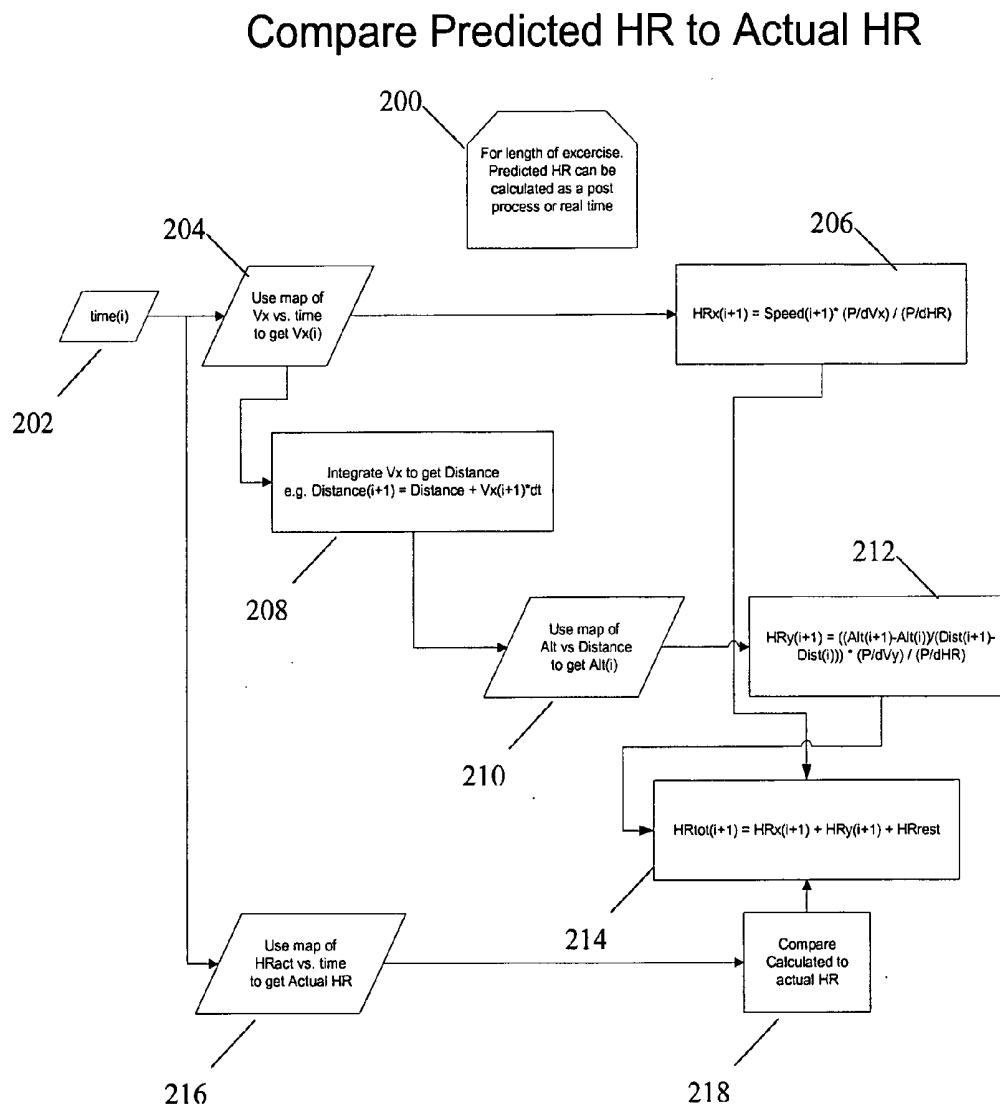 Compare Predicted HR to Actual HR
200
For length of excercise.
Predicted HR can be
calculated as a post
process or real time
204
206
time(i)
Use map of
Vx vs. time
to get Vx(i)
HRx(i+1) = Speed(i+1)* (P/dVx) / (P/dHR)
202
Integrate Vx to get Distance
e.g. Distance(i+1) = Distance + Vx(i+1)*dt
208
212
Use map of
Alt vs Distance
to get Alt(i)
HRy(i+1) = ((Alt(i+1)-Alt(i))/(Dist(i+1)-
Dist(i))) * (P/dVy) / (P/dHR)
210
HRtot(i+1) = HRx(i+1) + HRy(i+1) + HRrest
214
Use map of
HRact vs. time
to get Actual HR
Compare
Calculated to
actual HR
216
218